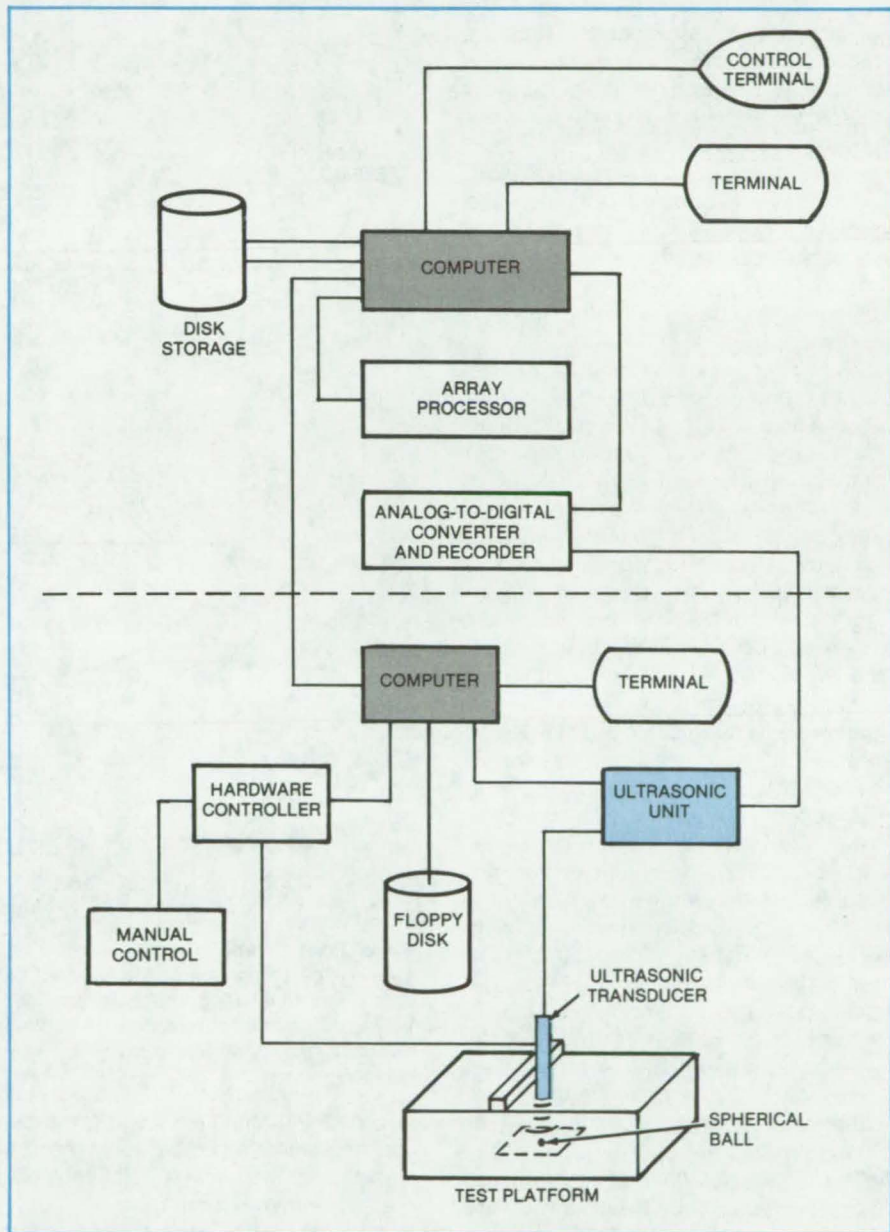 CONTROL
TERMINAL
TERMINAL
COMPUTER
DISK
STORAGE
ARRAY
PROCESSOR
ANALOG-TO-DIGITAL
CONVERTER
AND RECORDER
COMPUTER
TERMINAL
HARDWARE
CONTROLLER
ULTRASONIC
UNIT
MANUAL
CONTROL
FLOPPY
DISK
ULTRASONIC
TRANSDUCER
SPHERICAL
BALL
TEST PLATFORM